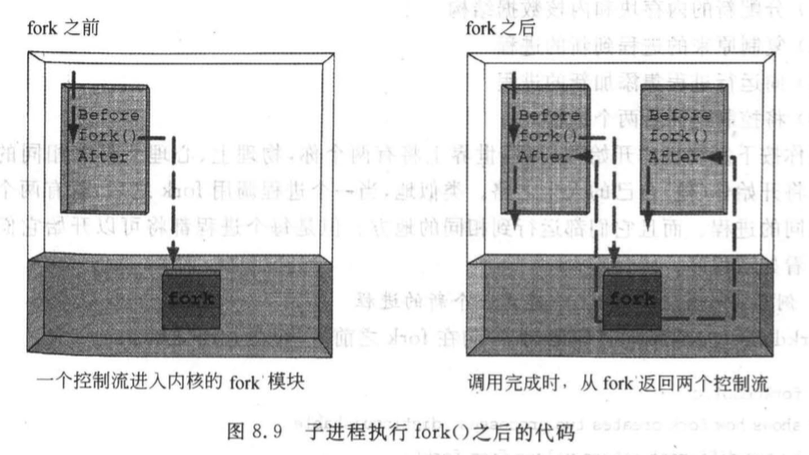 fork 之前
fork 之后
Before
fork()
After
fork
Before
fork()
After
Before
fork()
After
fork
一个控制流进入内核的 fork 模块
调用完成时，从 fork 返回两个控制流
图 8.9 子进程执行 fork()之后的代码